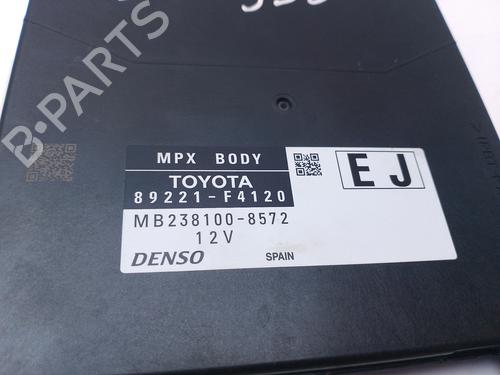 B-PARTS
MPX BODY
TOYOTA
89221-F4120
MB238100-8572
12V
DENSO
SPAIN
EJ